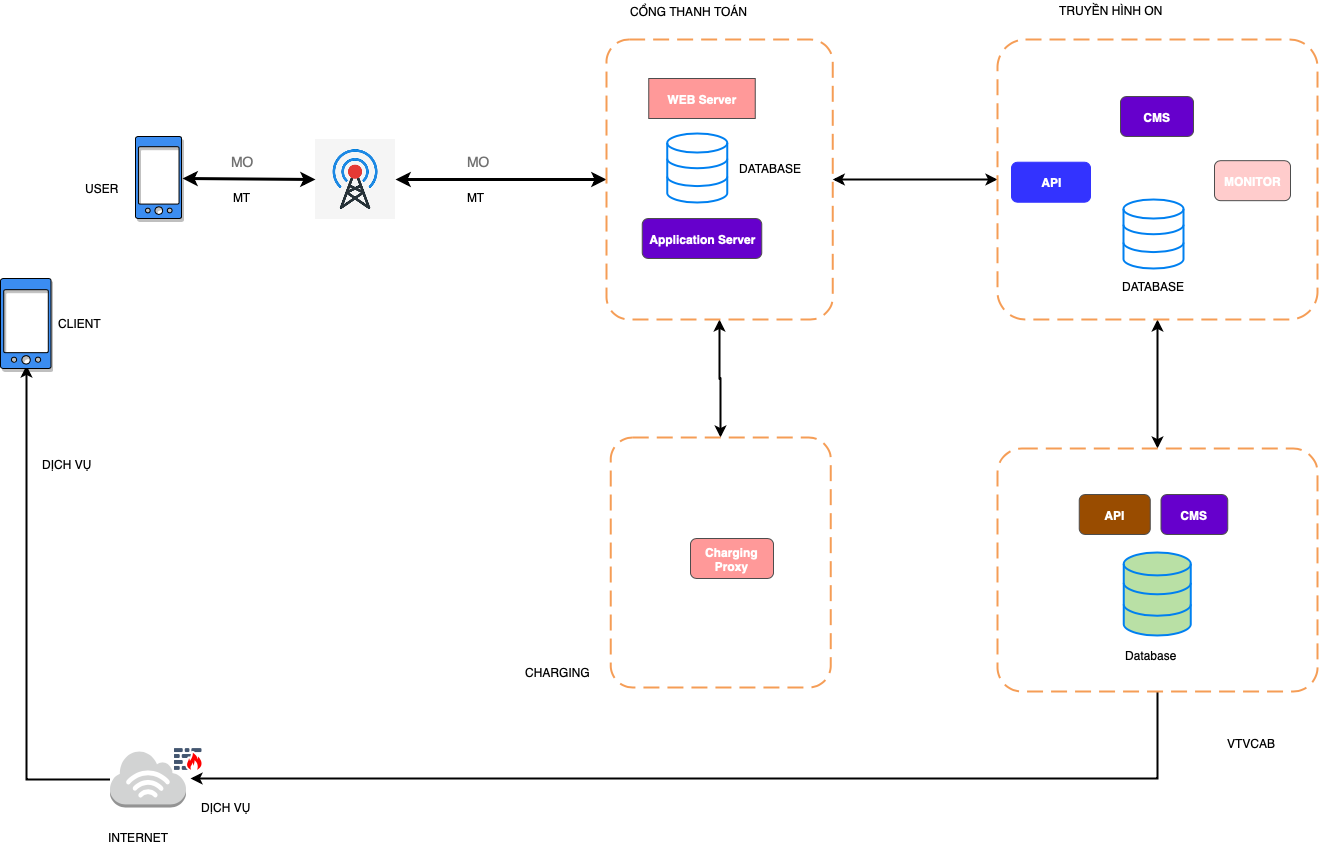 CỔNG THANH TOÁN
TRUYỀN HÌNH ON
WEB Server
CMS
DATABASE
API
MONITOR
MO
MO
USER
MT
MT
Application Server
DATABASE
CLIENT
DỊCH VỤ
API
CMS
Charging
Proxy
Database
CHARGING
VTVCAB
DỊCH VỤ
INTERNET